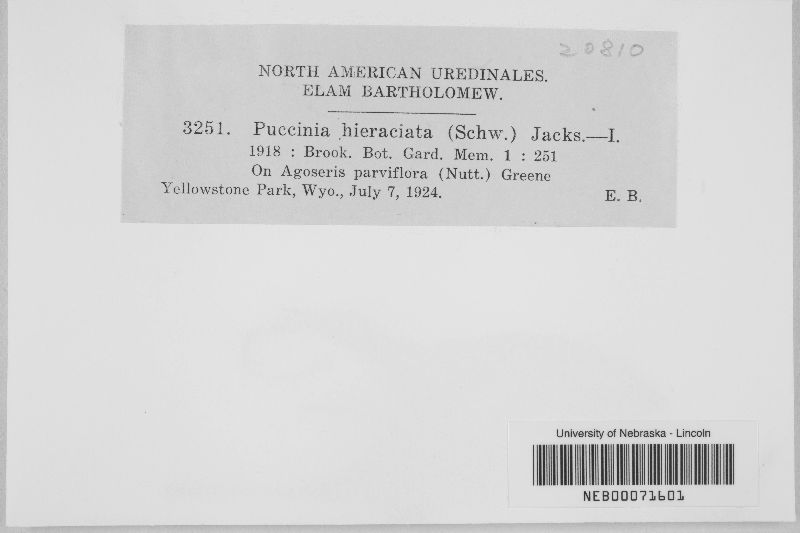 20810
NORTH AMERICAN UREDINALES.
ELAM BARTHOLOMEW.
3251. Puccinia hieraciata (Schw.) Jacks.—I.
1918 : Brook. Bot. Gard. Mem. 1 : 251
On Agoseris parviflora (Nutt.) Greene
Yellowstone Park, Wyo., July 7, 1924. E. B.
University of Nebraska - Lincoln
NEB00071601